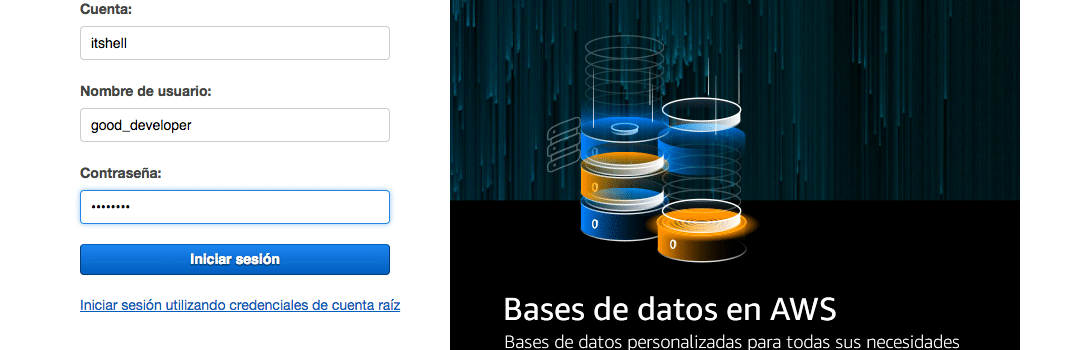 Cuenta:
itshell
Nombre de usuario:
good_developer
Contraseña:
••••••••
Iniciar sesión
Iniciar sesión utilizando credenciales de cuenta raíz
Bases de datos en AWS
Bases de datos personalizadas para todas sus necesidades